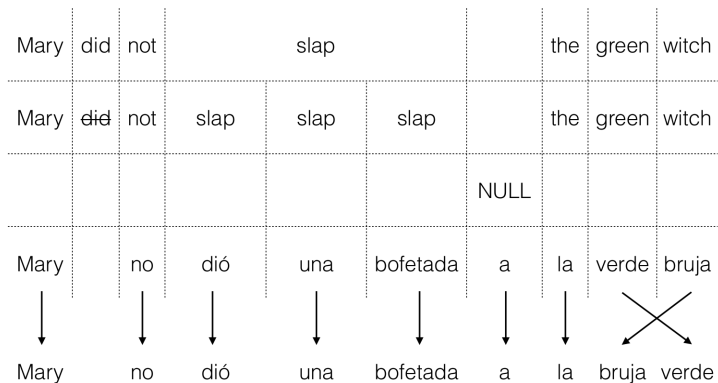 Mary did not slap the green witch
Mary did not slap slap slap the green witch
NULL
Mary no dió una bofetada a la verde bruja
Mary no dió una bofetada a la bruja verde